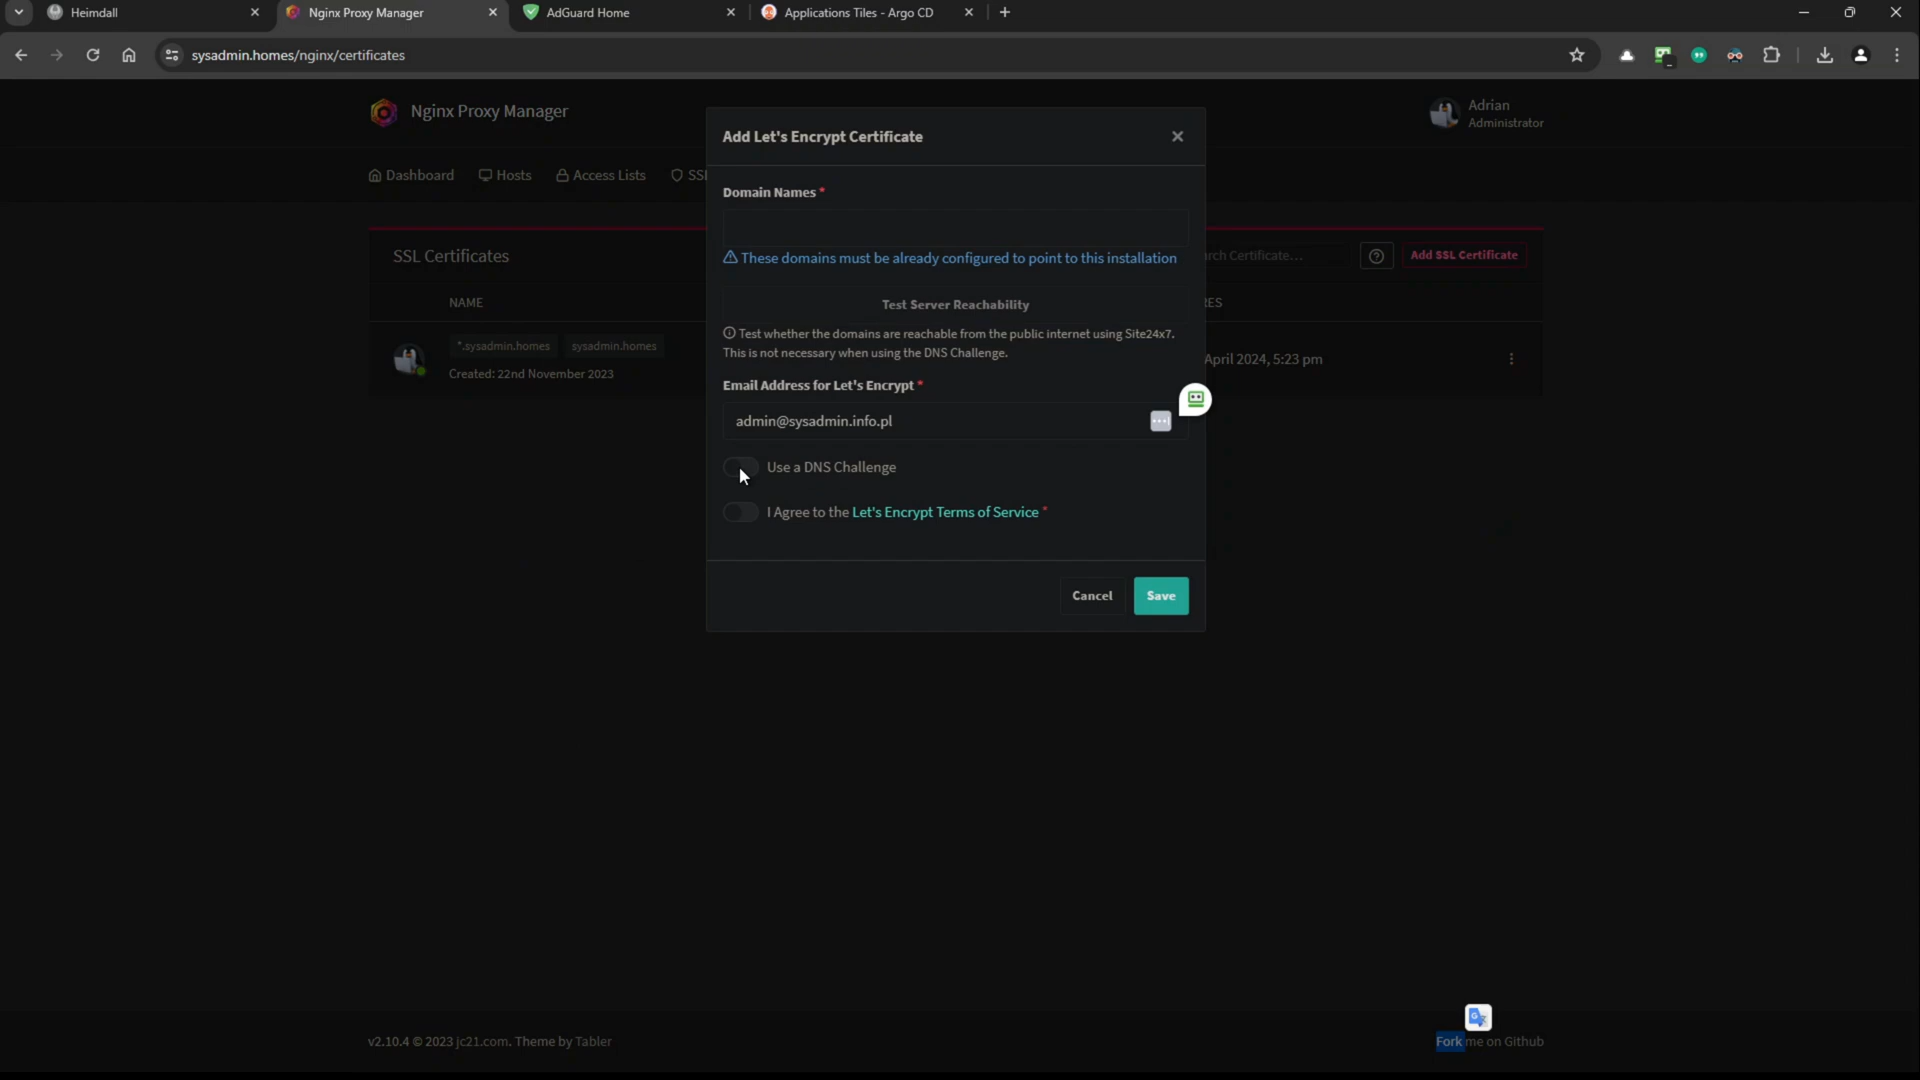 Heimdall
Nginx Proxy Manager
AdGuard Home
Applications Tiles - Argo CD
sysadmin.homes/nginx/certificates
Nginx Proxy Manager
Adrian
Administrator
Dashboard
Hosts
Access Lists
SSL Certificates
Add SSL Certificate
NAME
*.sysadmin.homes
sysadmin.homes
Created: 22nd November 2023
April 2024, 5:23 pm
Add Let's Encrypt Certificate
Domain Names *
These domains must be already configured to point to this installation
Test Server Reachability
Test whether the domains are reachable from the public internet using Site24x7.
This is not necessary when using the DNS Challenge.
Email Address for Let's Encrypt *
admin@sysadmin.info.pl
Use a DNS Challenge
I Agree to the Let's Encrypt Terms of Service *
Cancel
Save
v2.10.4 © 2023 jc21.com. Theme by Tabler
Fork me on Github